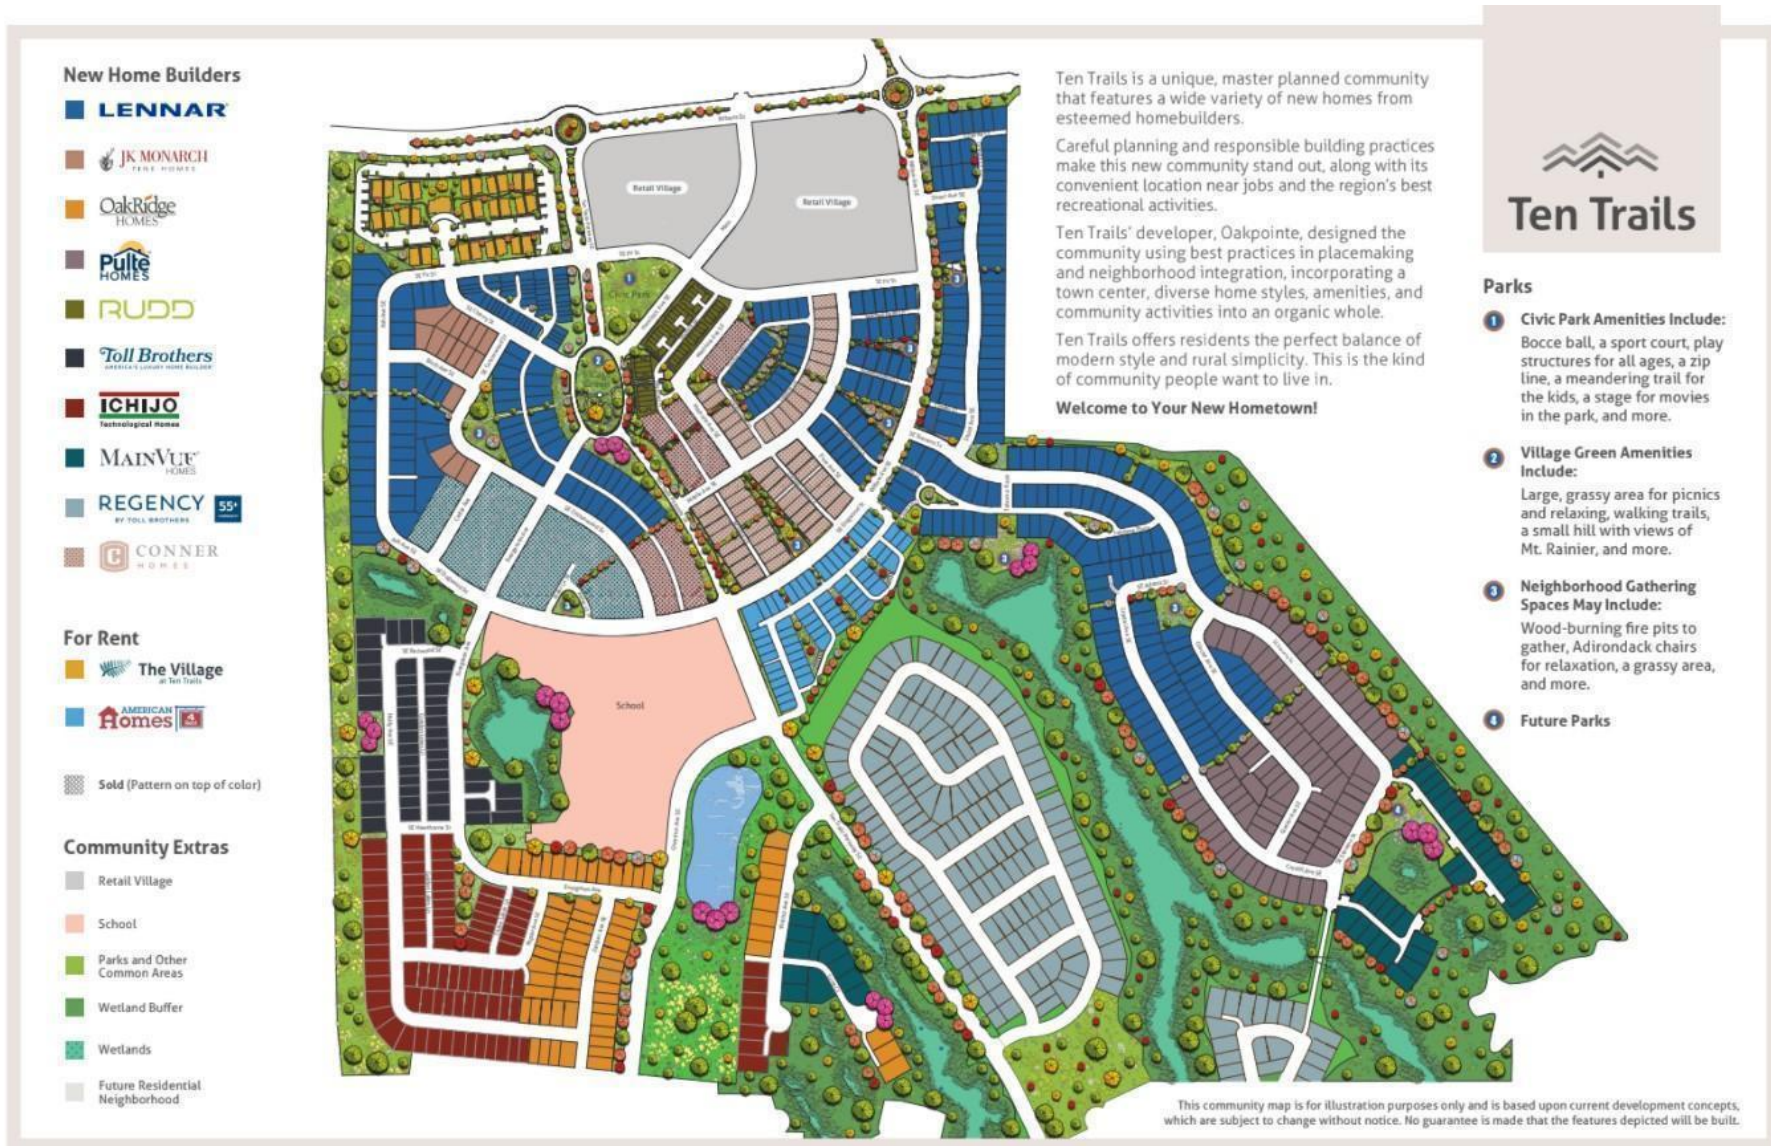 New Home Builders
LENNAR
JK MONARCH
FINE HOMES
OakRidge
HOMES
Pulte
HOMES
RUDD
Toll Brothers
AMERICA'S LUXURY HOME BUILDER
ICHIJO
Technological Homes
MAINVUE
HOMES
REGENCY 55+
BY TOLL BROTHERS
C CONNER
HOMES
For Rent
The Village
at Ten Trails
AMERICAN
Homes 4
Sold (Pattern on top of color)
Community Extras
Retail Village
School
Parks and Other
Common Areas
Wetland Buffer
Wetlands
Future Residential
Neighborhood
Retail Village
Retail Village
Civic Park
School
Ten Trails is a unique, master planned community
that features a wide variety of new homes from
esteemed homebuilders.
Careful planning and responsible building practices
make this new community stand out, along with its
convenient location near jobs and the region's best
recreational activities.
Ten Trails' developer, Oakpointe, designed the
community using best practices in placemaking
and neighborhood integration, incorporating a
town center, diverse home styles, amenities, and
community activities into an organic whole.
Ten Trails offers residents the perfect balance of
modern style and rural simplicity. This is the kind
of community people want to live in.
Welcome to Your New Hometown!
Ten Trails
Parks
1 Civic Park Amenities Include:
Bocce ball, a sport court, play
structures for all ages, a zip
line, a meandering trail for
the kids, a stage for movies
in the park, and more.
2 Village Green Amenities
Include:
Large, grassy area for picnics
and relaxing, walking trails,
a small hill with views of
Mt. Rainier, and more.
3 Neighborhood Gathering
Spaces May Include:
Wood-burning fire pits to
gather, Adirondack chairs
for relaxation, a grassy area,
and more.
4 Future Parks
This community map is for illustration purposes only and is based upon current development concepts,
which are subject to change without notice. No guarantee is made that the features depicted will be built.